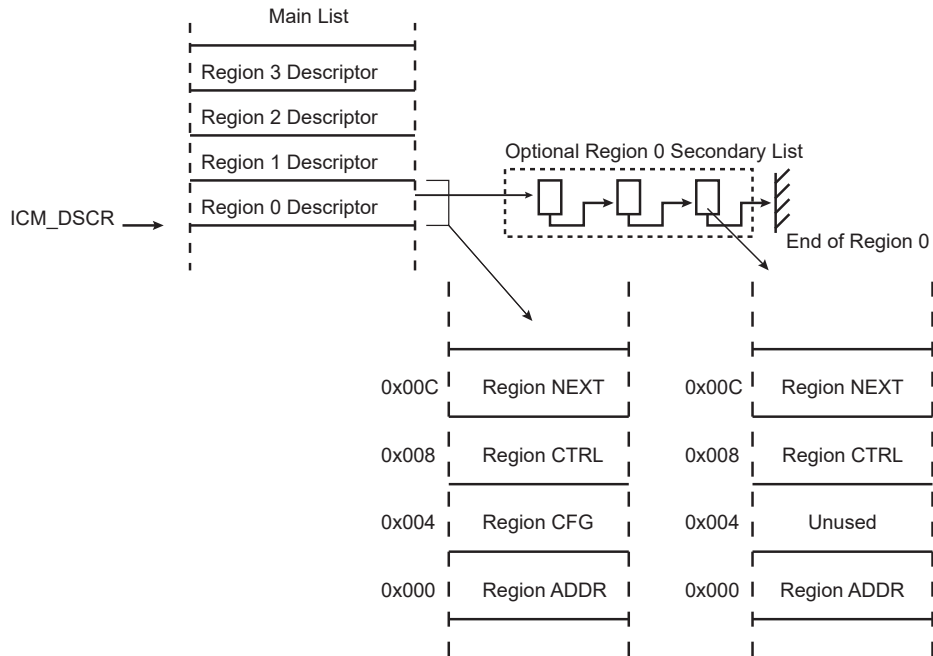 Main List
Region 3 Descriptor
Region 2 Descriptor
Region 1 Descriptor
Region 0 Descriptor
ICM_DSCR
Optional Region 0 Secondary List
End of Region 0
0x00C Region NEXT
0x008 Region CTRL
0x004 Region CFG
0x000 Region ADDR
0x00C Region NEXT
0x008 Region CTRL
0x004 Unused
0x000 Region ADDR